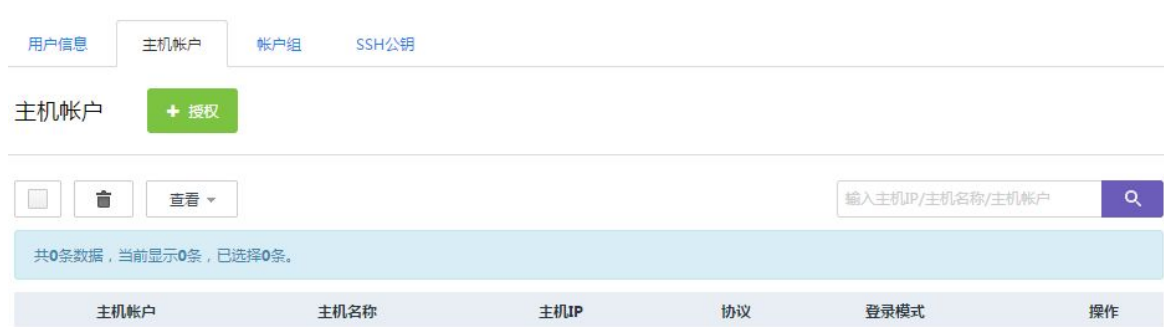 用户信息 主机帐户 帐户组 SSH公钥
主机帐户 + 授权
查看 输入主机IP/主机名称/主机帐户
共0条数据，当前显示0条，已选择0条。
主机帐户 主机名称 主机IP 协议 登录模式 操作